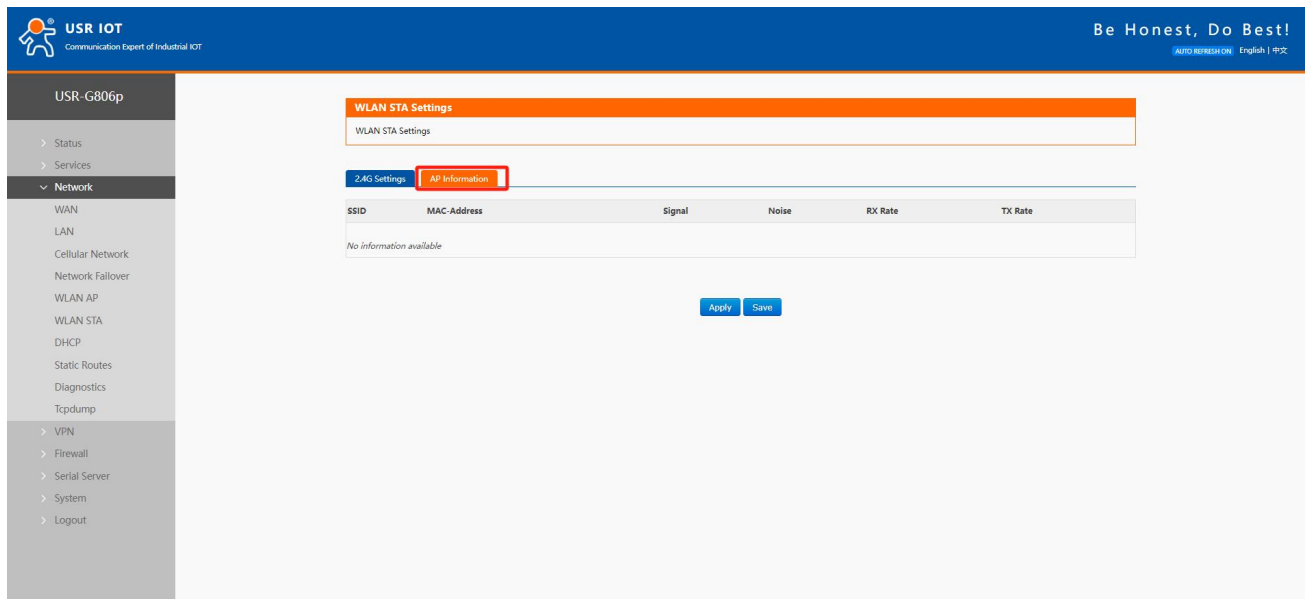 USR IOT
Communication Expert of Industrial IOT
Be Honest, Do Best!
AUTO REFRESH ON English | 中文
USR-G806p
Status
Services
Network
WAN
LAN
Cellular Network
Network Failover
WLAN AP
WLAN STA
DHCP
Static Routes
Diagnostics
Tcpdump
VPN
Firewall
Serial Server
System
Logout
WLAN STA Settings
WLAN STA Settings
2.4G Settings AP Information
SSID MAC-Address Signal Noise RX Rate TX Rate
No information available
Apply Save